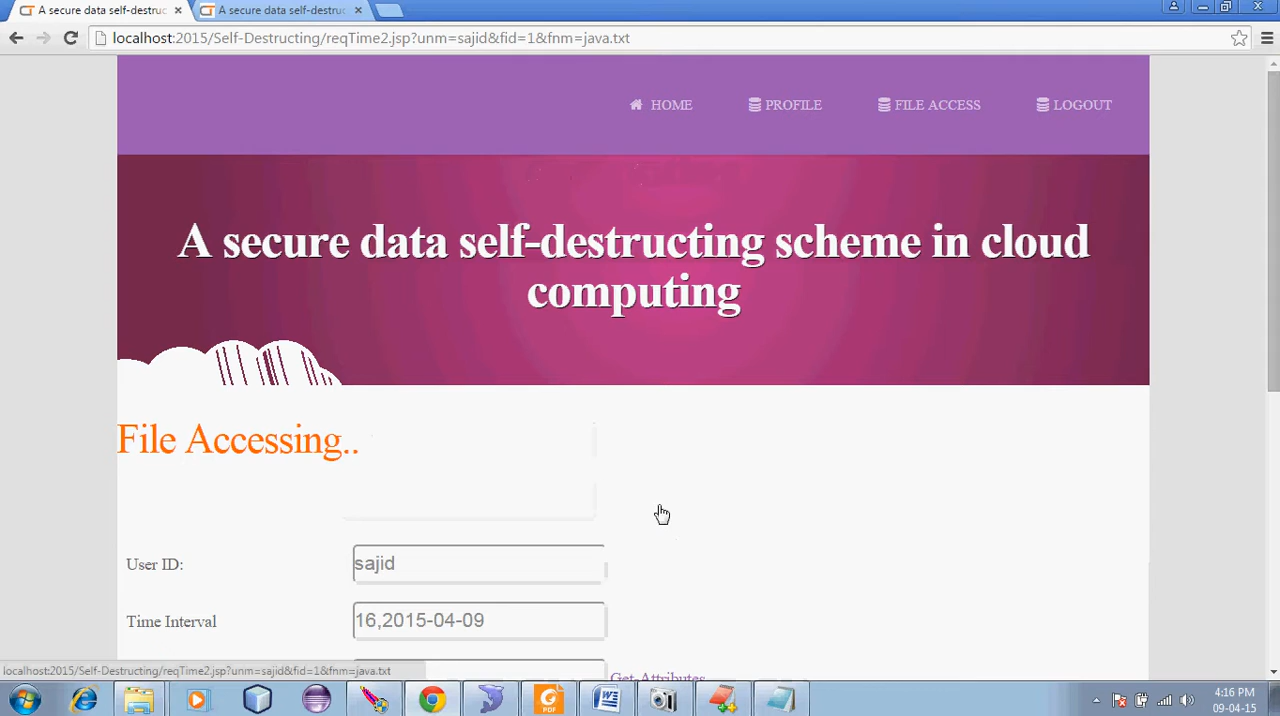 A secure data self-destruc
A secure data self-destruc
localhost:2015/Self-Destructing/reqTime2.jsp?unm=sajid&fid=1&fnm=java.txt
HOME
PROFILE
FILE ACCESS
LOGOUT
A secure data self-destructing scheme in cloud
computing
File Accessing..
User ID:
sajid
Time Interval
16,2015-04-09
Get-Attributes
localhost:2015/Self-Destructing/reqTime2.jsp?unm=sajid&fid=1&fnm=java.txt
PDF
4:16 PM
09-04-15